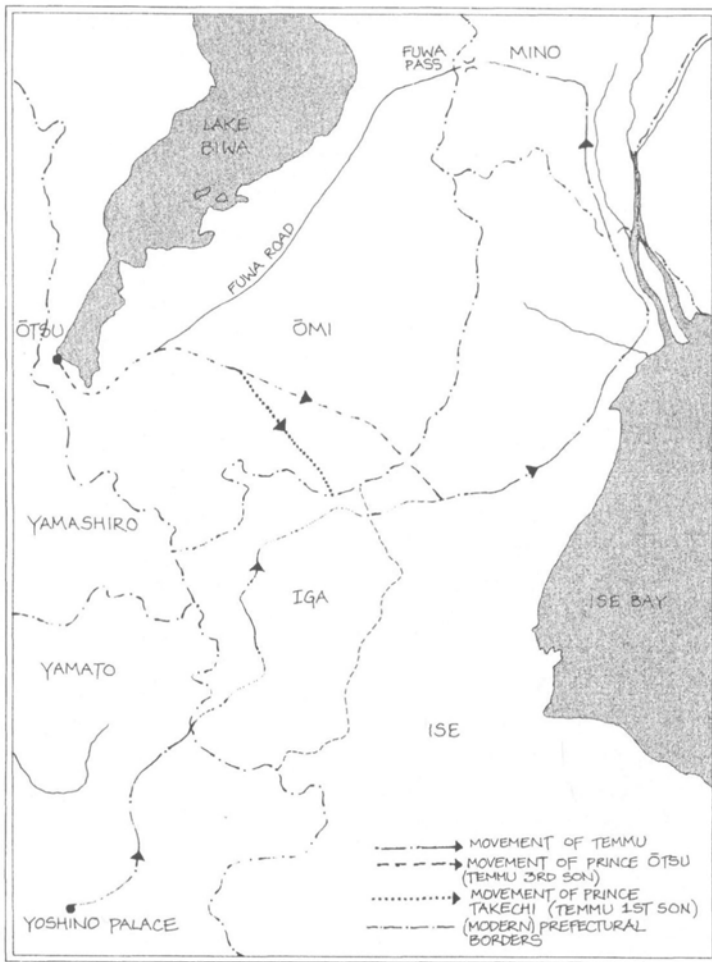 FUWA
PASS
MINO
LAKE
BIWA
FUWA ROAD
ŌTSU
ŌMI
YAMASHIRO
IGA
ISE BAY
YAMATO
ISE
YOSHINO PALACE
MOVEMENT OF TEMMU
MOVEMENT OF PRINCE ŌTSU
(TEMMU 3RD SON)
MOVEMENT OF PRINCE
TAKECHI (TEMMU 1ST SON)
(MODERN) PREFECTURAL
BORDERS